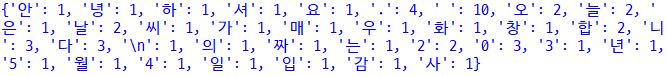 {'안': 1, '녕': 1, '하': 1, '셔': 1, '요': 1, '.': 4, ' ': 10, '오': 2, '늘': 2, '
은': 1, '날': 2, '씨': 1, '가': 1, '매': 1, '우': 1, '화': 1, '창': 1, '합': 2, '니
': 3, '다': 3, '\n': 1, '의': 1, '짜': 1, '는': 1, '2': 2, '0': 3, '3': 1, '년': 1,
'5': 1, '월': 1, '4': 1, '일': 1, '입': 1, '감': 1, '사': 1}